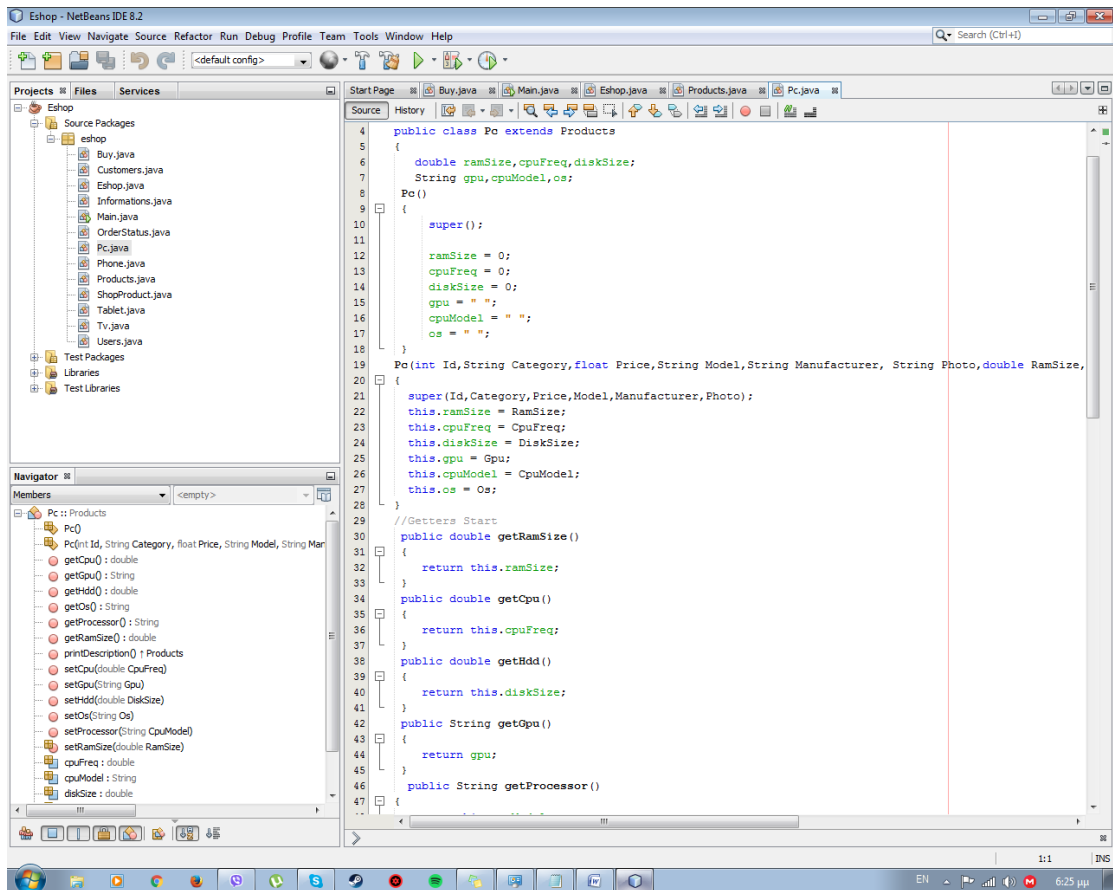 Eshop - NetBeans IDE 8.2
File Edit View Navigate Source Refactor Run Debug Profile Team Tools Window Help
Search (Ctrl+I)
<default config>
Projects Files Services
Eshop
Source Packages
eshop
Buy.java
Customers.java
Eshop.java
Informations.java
Main.java
OrderStatus.java
Pc.java
Phone.java
Products.java
ShopProduct.java
Tablet.java
Tv.java
Users.java
Test Packages
Libraries
Test Libraries
Navigator
Members <empty>
Pc :: Products
Pc()
Pc(int Id, String Category, float Price, String Model, String Mar
getCpu() : double
getGpu() : String
getHdd() : double
getOs() : String
getProcessor() : String
getRamSize() : double
printDescription() ↑ Products
setCpu(double CpuFreq)
setGpu(String Gpu)
setHdd(double DiskSize)
setOs(String Os)
setProcessor(String CpuModel)
setRamSize(double RamSize)
cpuFreq : double
cpuModel : String
diskSize : double
Start Page Buy.java Main.java Eshop.java Products.java Pc.java
Source History
4 public class Pc extends Products
5 {
6 double ramSize,cpuFreq,diskSize;
7 String gpu,cpuModel,os;
8 Pc()
9 {
10 super();
11
12 ramSize = 0;
13 cpuFreq = 0;
14 diskSize = 0;
15 gpu = " ";
16 cpuModel = " ";
17 os = " ";
18 }
19 Pc(int Id,String Category,float Price,String Model,String Manufacturer, String Photo,double RamSize,
20 {
21 super(Id,Category,Price,Model,Manufacturer,Photo);
22 this.ramSize = RamSize;
23 this.cpuFreq = CpuFreq;
24 this.diskSize = DiskSize;
25 this.gpu = Gpu;
26 this.cpuModel = CpuModel;
27 this.os = Os;
28 }
29 //Getters Start
30 public double getRamSize()
31 {
32 return this.ramSize;
33 }
34 public double getCpu()
35 {
36 return this.cpuFreq;
37 }
38 public double getHdd()
39 {
40 return this.diskSize;
41 }
42 public String getGpu()
43 {
44 return gpu;
45 }
46 public String getProcessor()
47 {
1:1 INS
EN 6:25 μμ